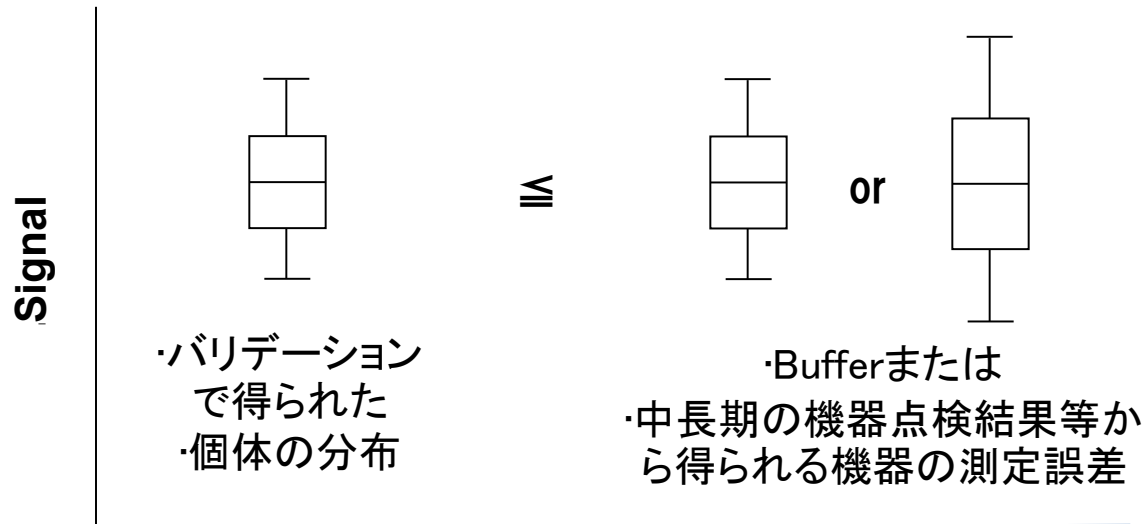 Signal
≦
or
・バリデーション
で得られた
・個体の分布
・Bufferまたは
・中長期の機器点検結果等か
ら得られる機器の測定誤差